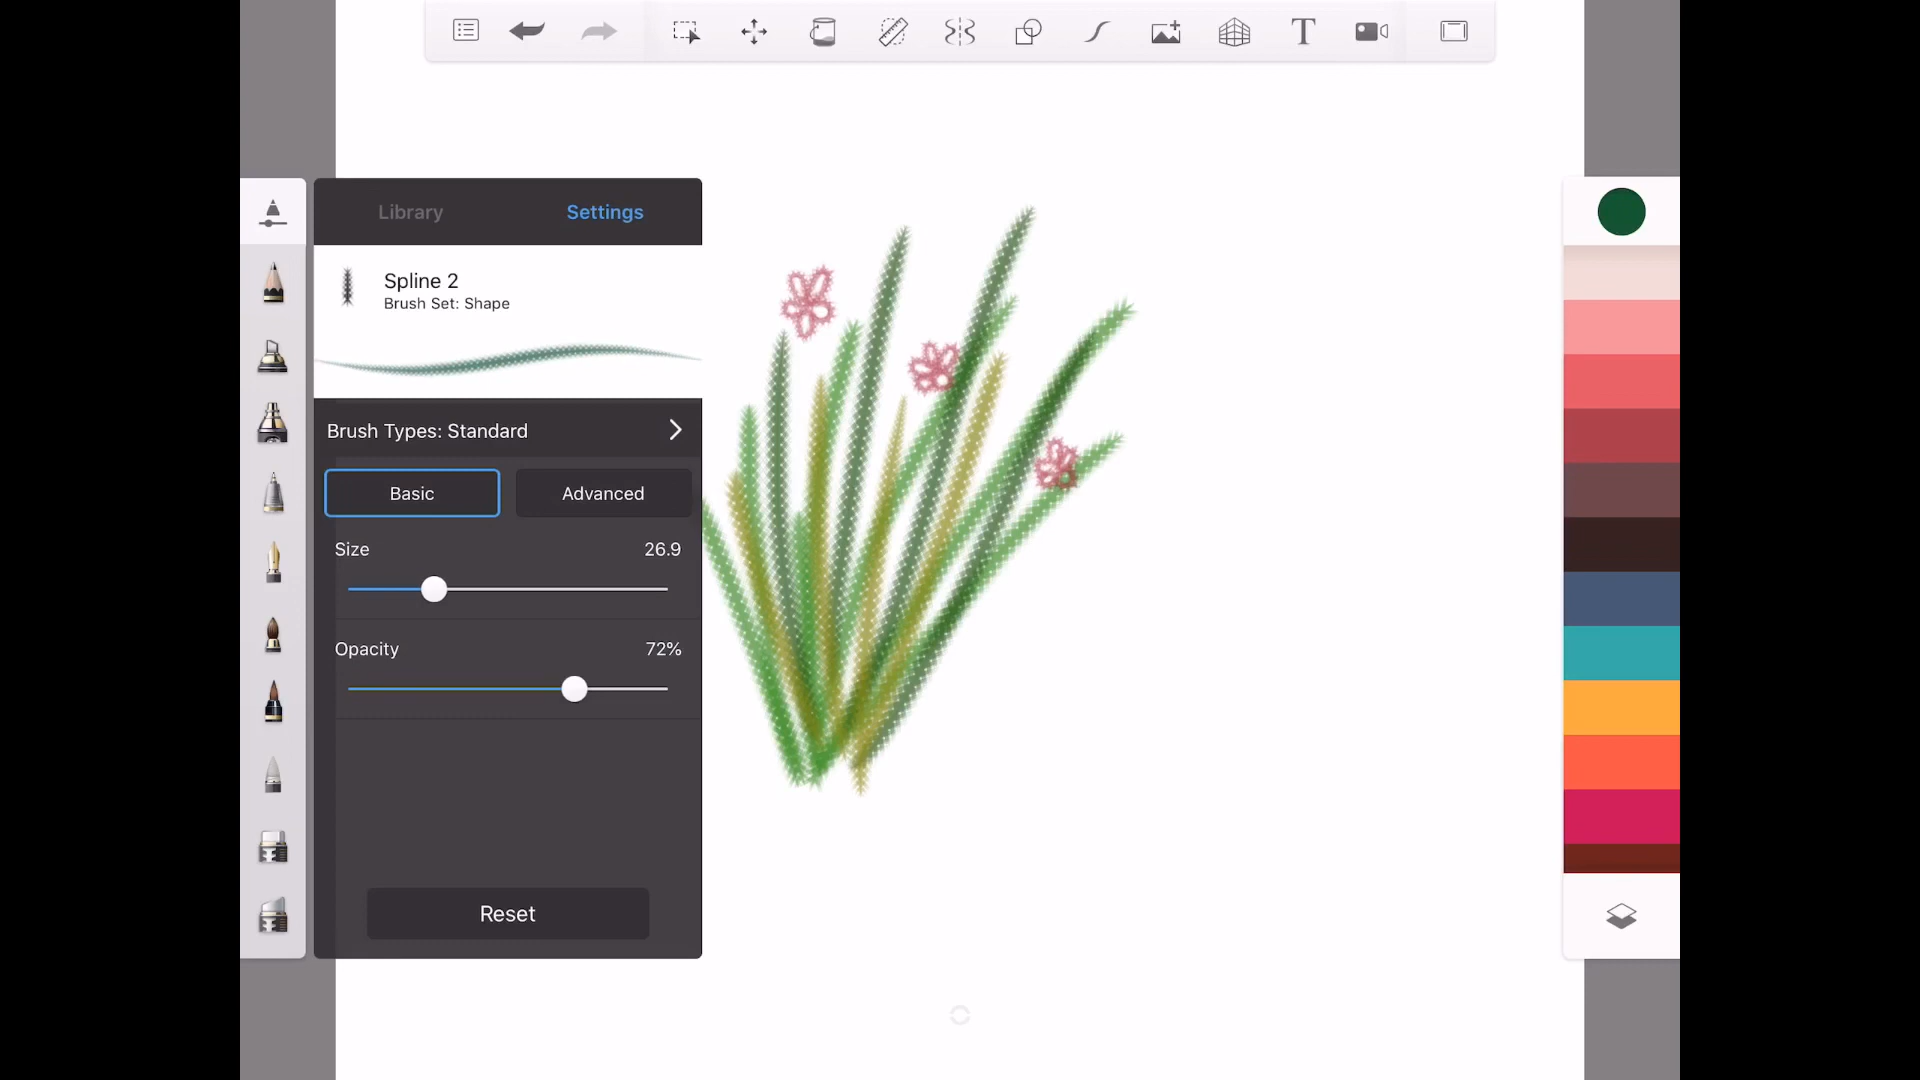 T
Library Settings
Spline 2
Brush Set: Shape
Brush Types: Standard
Basic Advanced
Size 26.9
Opacity 72%
Reset